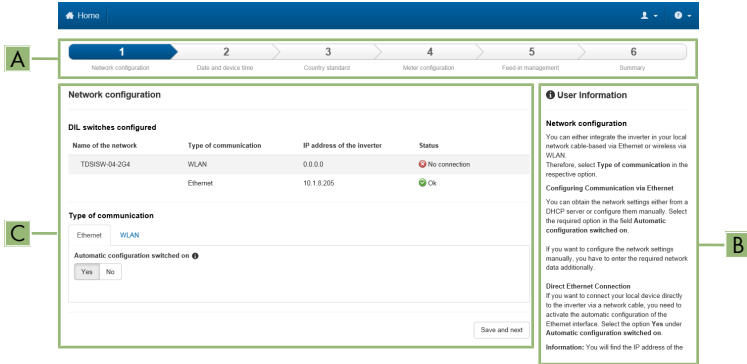 Home
1 2 3 4 5 6
Network configuration Date and device time Country standard Meter configuration Feed-in management Summary
A
Network configuration
DIL switches configured
Name of the network Type of communication IP address of the inverter Status
TDSISW-04-2G4 WLAN 0.0.0.0 No connection
Ethernet 10.1.8.205 Ok
Type of communication
Ethernet WLAN
Automatic configuration switched on
Yes No
Save and next
C
User Information
Network configuration
You can either integrate the inverter in your local
network cable-based via Ethernet or wireless via
WLAN.
Therefore, select Type of communication in the
respective option.
Configuring Communication via Ethernet
You can obtain the network settings either from a
DHCP server or configure them manually. Select
the required option in the field Automatic
configuration switched on.
If you want to configure the network settings
manually, you have to enter the required network
data additionally.
Direct Ethernet Connection
If you want to connect your local device directly
to the inverter via a network cable, you need to
activate the automatic configuration of the
Ethernet interface. Select the option Yes under
Automatic configuration switched on.
Information: You will find the IP address of the
B